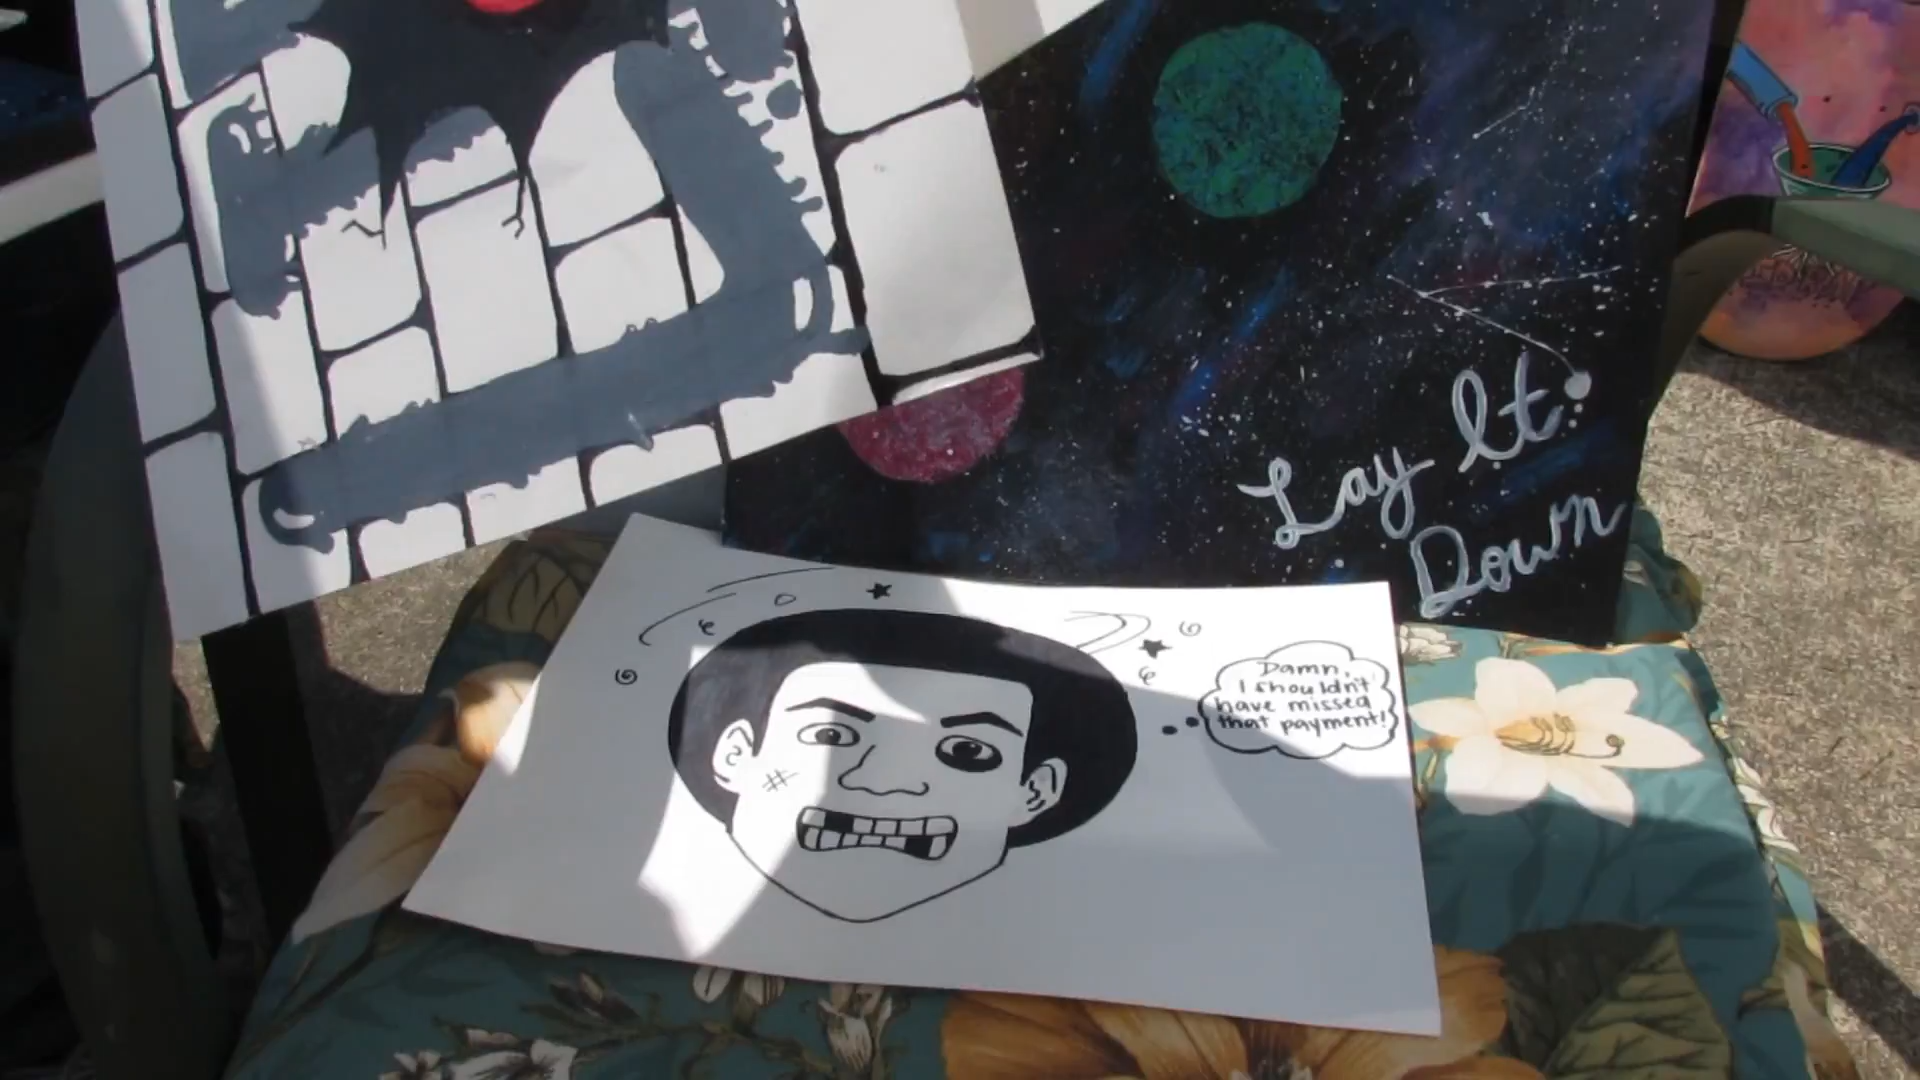 Lay It
Down
Damn,
I shouldn't
have missed
that payment!